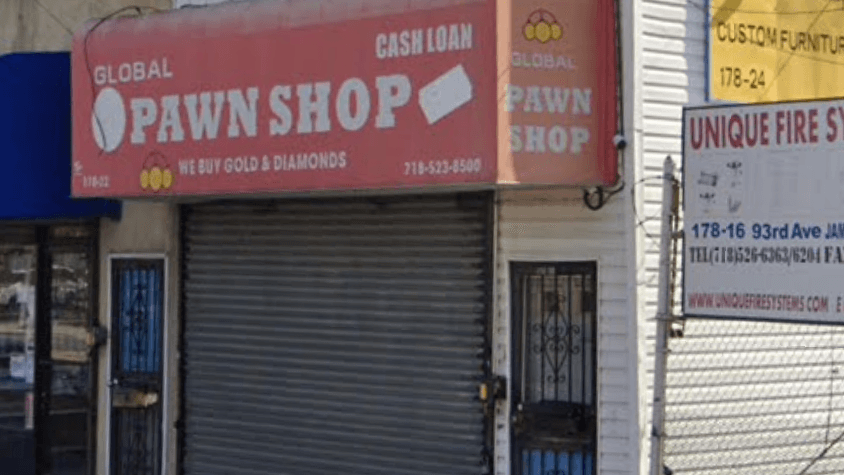 CASH LOAN
GLOBAL
PAWN SHOP
WE BUY GOLD & DIAMONDS
718-523-8500
178-22
GLOBAL
PAWN
SHOP
CUSTOM FURNITUR
178-24
UNIQUE FIRE SY
178-16 93rd Ave JAM
TEL(718)526-6363/6204 FA
WWW.UNIQUEFIRESYSTEMS.COM E